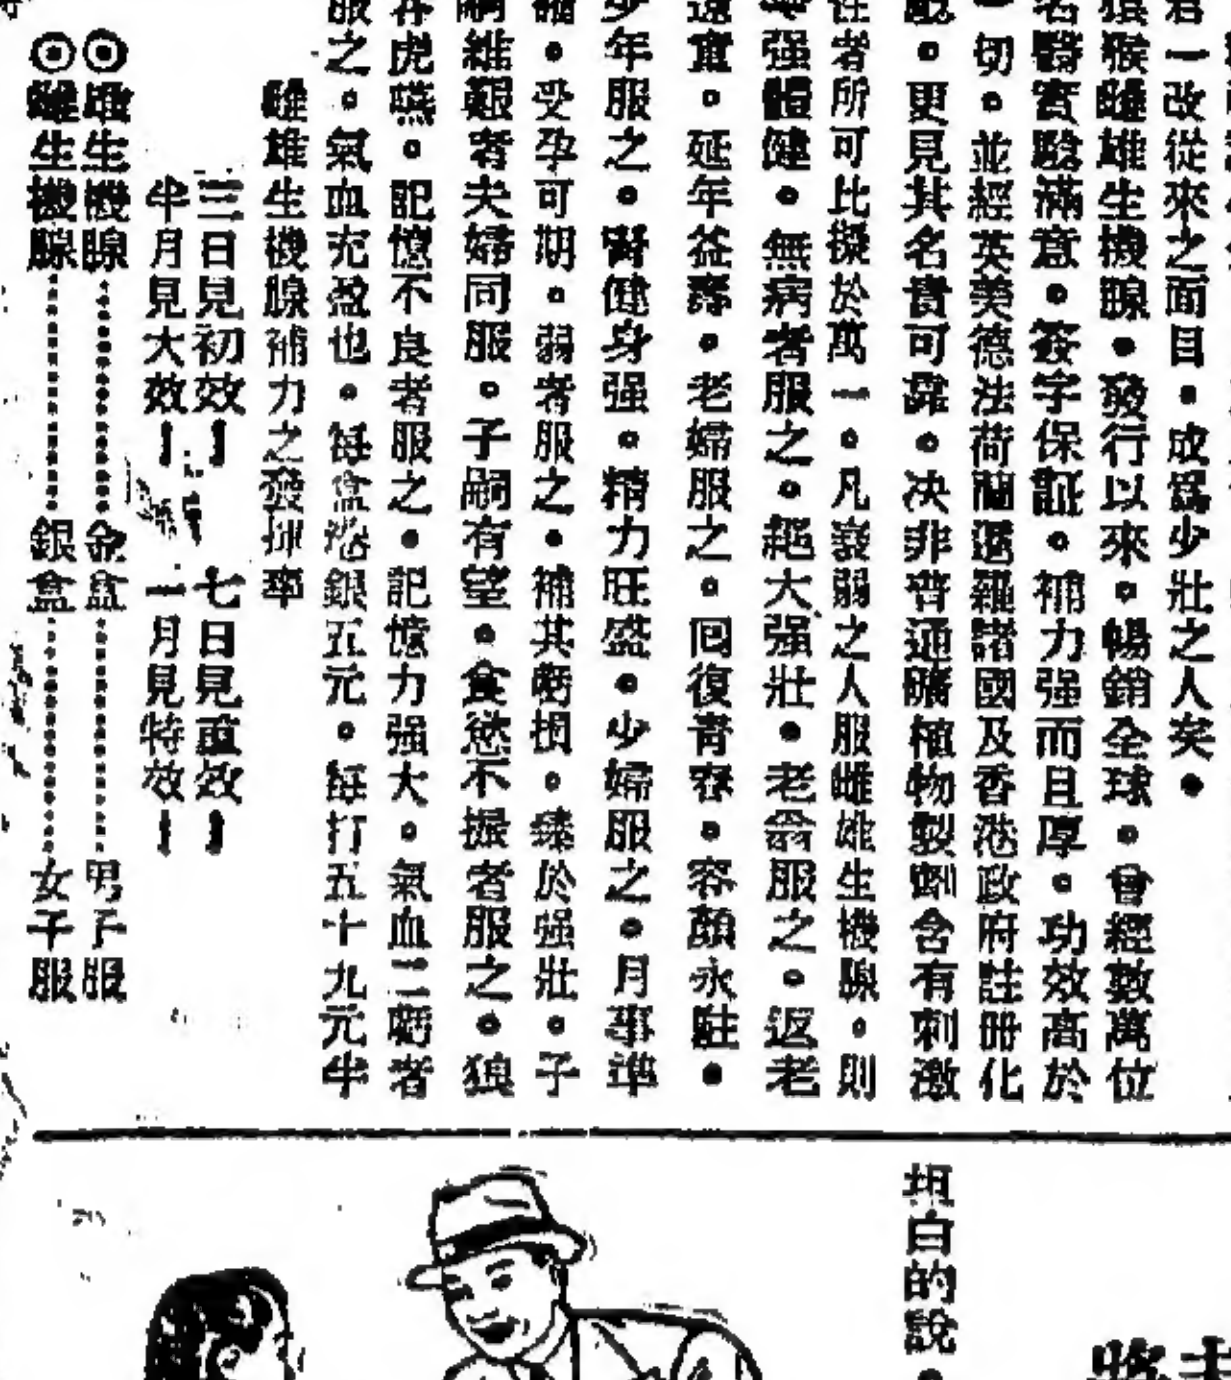 君一改從來之面目。成爲少壯之人矣。
猿猴雌雄生機腺。發行以來。暢銷全球。曾經數萬位
名醫實驗滿意。簽字保証。補力强而且厚。功效高於
一切。並經英美德法荷蘭暹羅諸國及香港政府註册化
驗。更見其名貴可靠。决非普通礦植物製劑含有刺激
性者所可比擬於萬一。凡衰弱之人服雌雄生機腺。則
强體健。無病者服之。超大强壯。老翁服之。返老
還童。延年益壽。老婦服之。回復青春。容顏永駐。
少年服之。腎健身强。精力旺盛。少婦服之。月事準
受孕可期。弱者服之。補其虧損。臻於强壯。子
嗣維艱者夫婦同服。子嗣有望。食慾不振者服之。狼
吞虎嚥。記憶不良者服之。記憶力强大。氣血二虧者
服之。氣血充盈也。每盒港銀五元。每打五十九元半
雌雄生機腺補力之發揮率
三日見初效 七日見直效
半月見大效 一月見特效
◎雄生機腺……金盒……男子服
◎雌生機腺……銀盒……女子服
坦白的說。